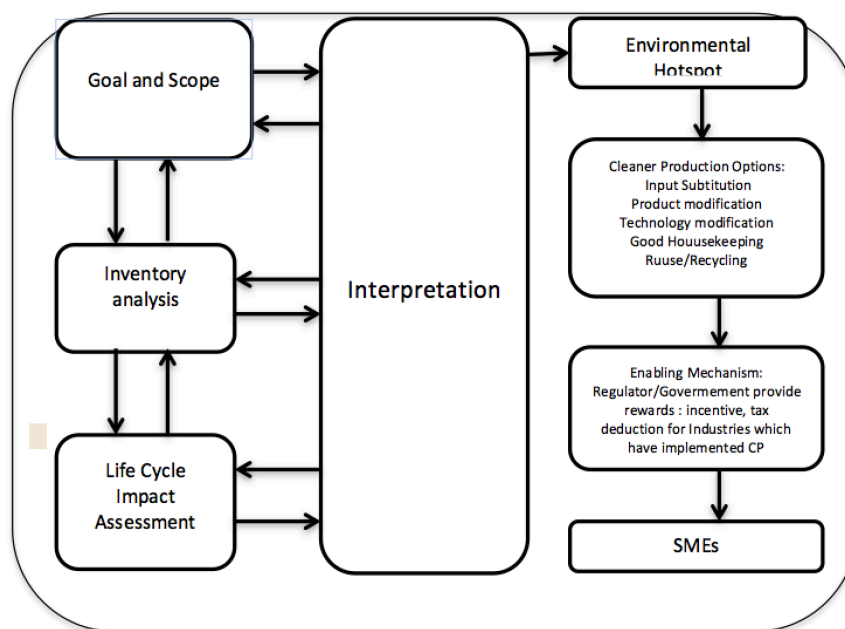 Goal and Scope
Inventory
analysis
Life Cycle
Impact
Assessment
Interpretation
Environmental
Hotspot
Cleaner Production Options:
Input Subtitution
Product modification
Technology modification
Good Houusekeeping
Ruuse/Recycling
Enabling Mechanism:
Regulator/Govermement provide
rewards : incentive, tax
deduction for Industries which
have implemented CP
SMEs